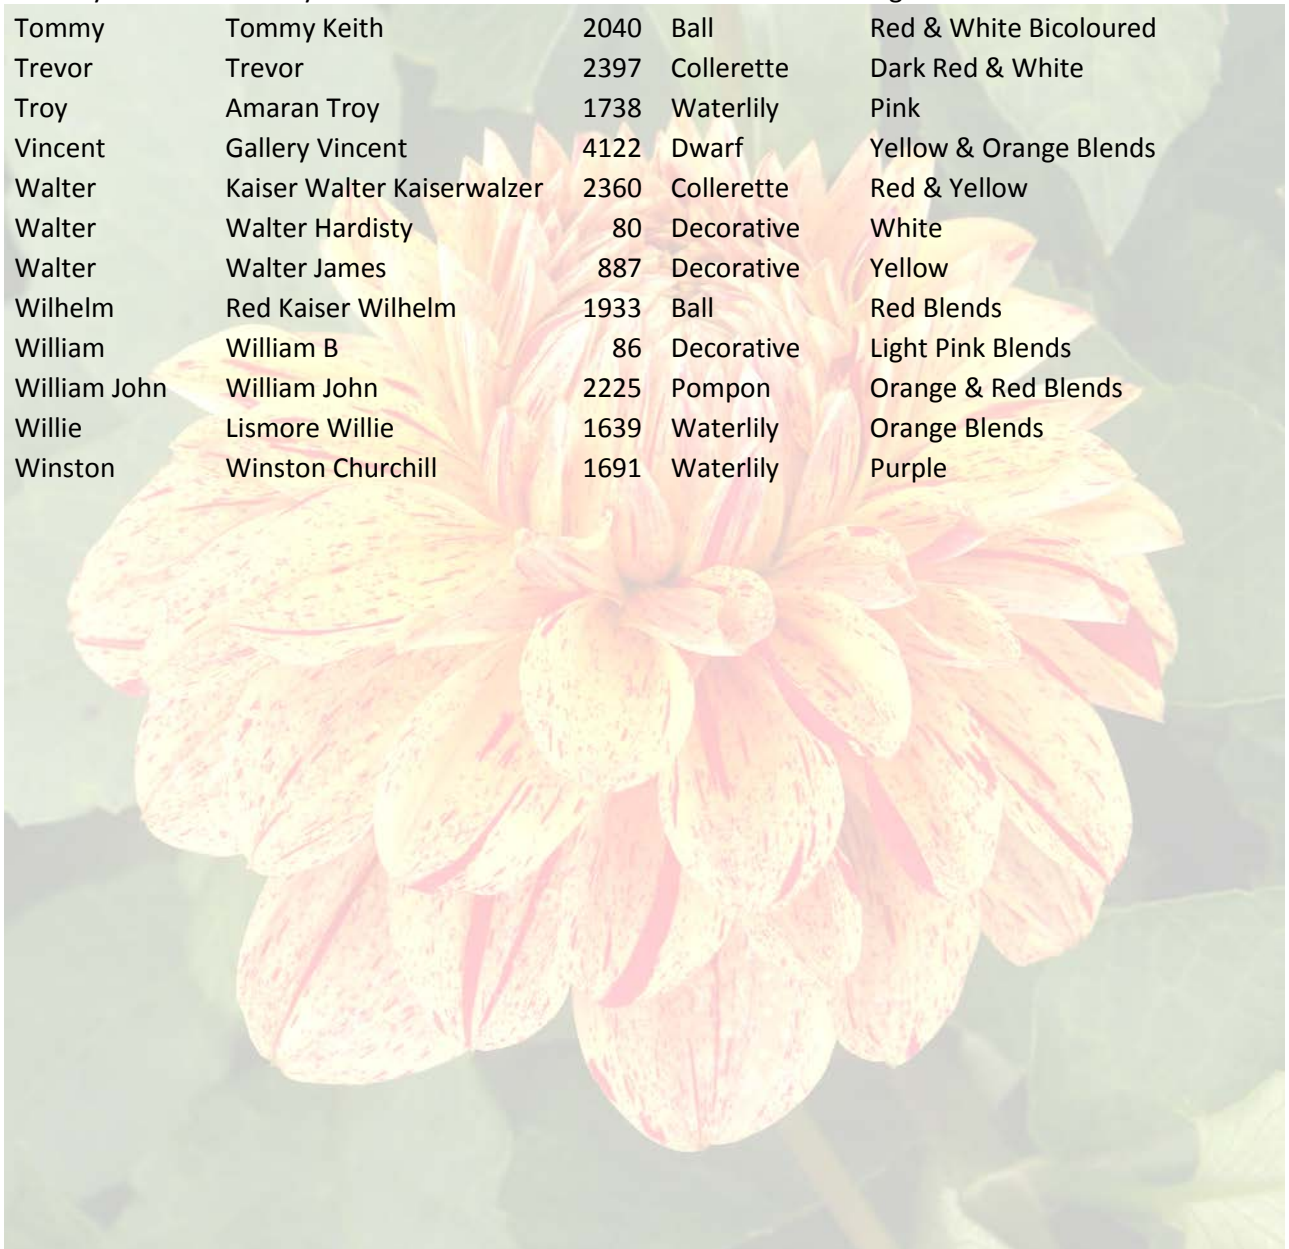 Tommy Tommy Keith 2040 Ball Red & White Bicoloured
Trevor Trevor 2397 Collerette Dark Red & White
Troy Amaran Troy 1738 Waterlily Pink
Vincent Gallery Vincent 4122 Dwarf Yellow & Orange Blends
Walter Kaiser Walter Kaiserwalzer 2360 Collerette Red & Yellow
Walter Walter Hardisty 80 Decorative White
Walter Walter James 887 Decorative Yellow
Wilhelm Red Kaiser Wilhelm 1933 Ball Red Blends
William William B 86 Decorative Light Pink Blends
William John William John 2225 Pompon Orange & Red Blends
Willie Lismore Willie 1639 Waterlily Orange Blends
Winston Winston Churchill 1691 Waterlily Purple